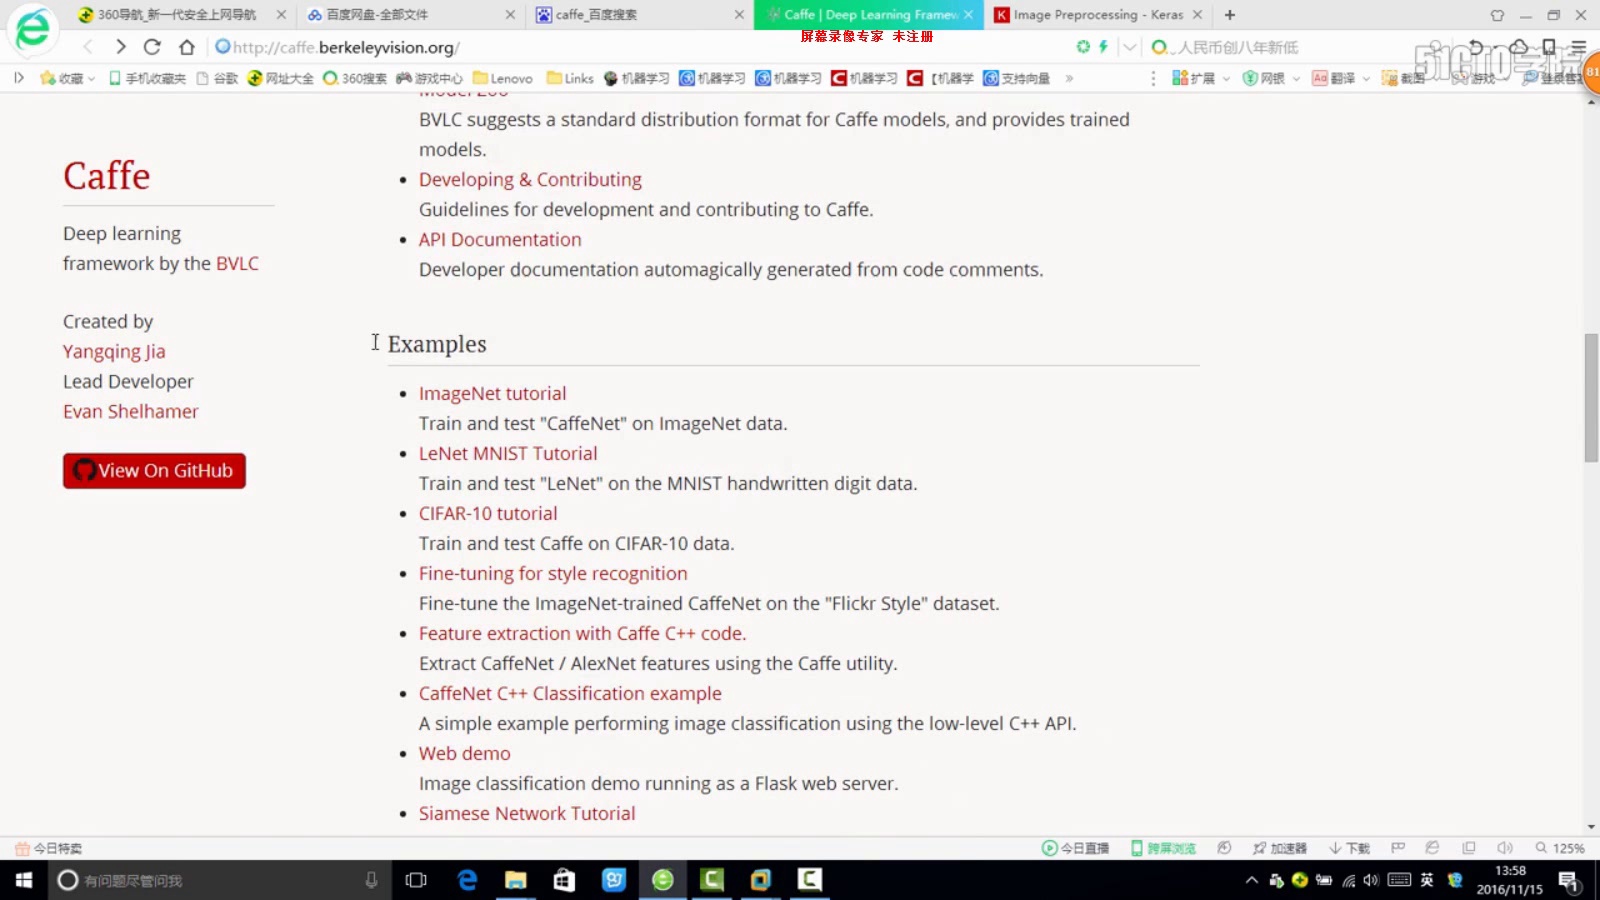 360导航_新一代安全上网导航
百度网盘-全部文件
caffe_百度搜索
Caffe | Deep Learning Framew
Image Preprocessing - Keras
屏幕录像专家 未注册
http://caffe.berkeleyvision.org/
人民币创八年新低
51CTO学院
收藏 手机收藏夹 谷歌 网址大全 360搜索 游戏中心 Lenovo Links 机器学习 机器学习 机器学习 机器学习 【机器学 支持向量 » 扩展 网银 翻译 截图 游戏
81
BVLC suggests a standard distribution format for Caffe models, and provides trained
models.
Developing & Contributing
Guidelines for development and contributing to Caffe.
API Documentation
Developer documentation automagically generated from code comments.
Caffe
Deep learning
framework by the BVLC
Created by
Yangqing Jia
Lead Developer
Evan Shelhamer
View On GitHub
Examples
ImageNet tutorial
Train and test "CaffeNet" on ImageNet data.
LeNet MNIST Tutorial
Train and test "LeNet" on the MNIST handwritten digit data.
CIFAR-10 tutorial
Train and test Caffe on CIFAR-10 data.
Fine-tuning for style recognition
Fine-tune the ImageNet-trained CaffeNet on the "Flickr Style" dataset.
Feature extraction with Caffe C++ code.
Extract CaffeNet / AlexNet features using the Caffe utility.
CaffeNet C++ Classification example
A simple example performing image classification using the low-level C++ API.
Web demo
Image classification demo running as a Flask web server.
Siamese Network Tutorial
今日特卖
今日直播 跨屏浏览 加速器 下载 125%
有问题尽管问我
英
13:58
2016/11/15
1